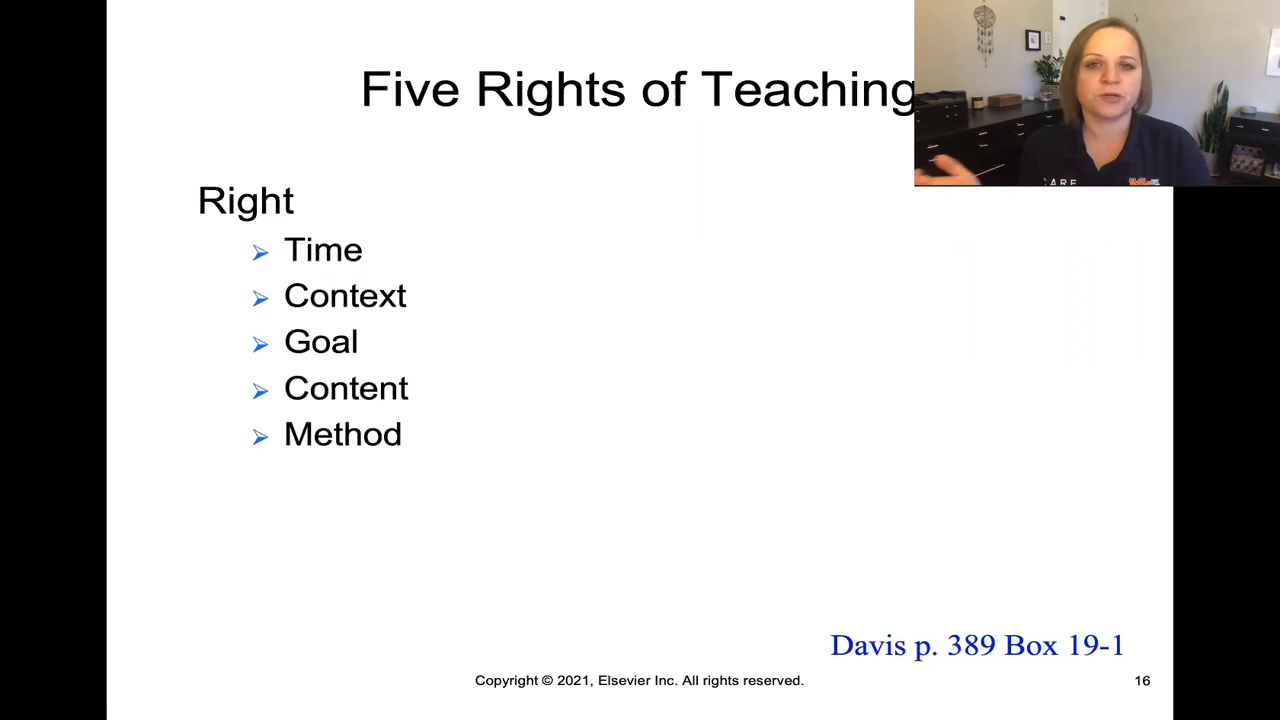 Five Rights of Teaching
Right
Time
Context
Goal
Content
Method
Davis p. 389 Box 19-1
Copyright © 2021, Elsevier Inc. All rights reserved.
16